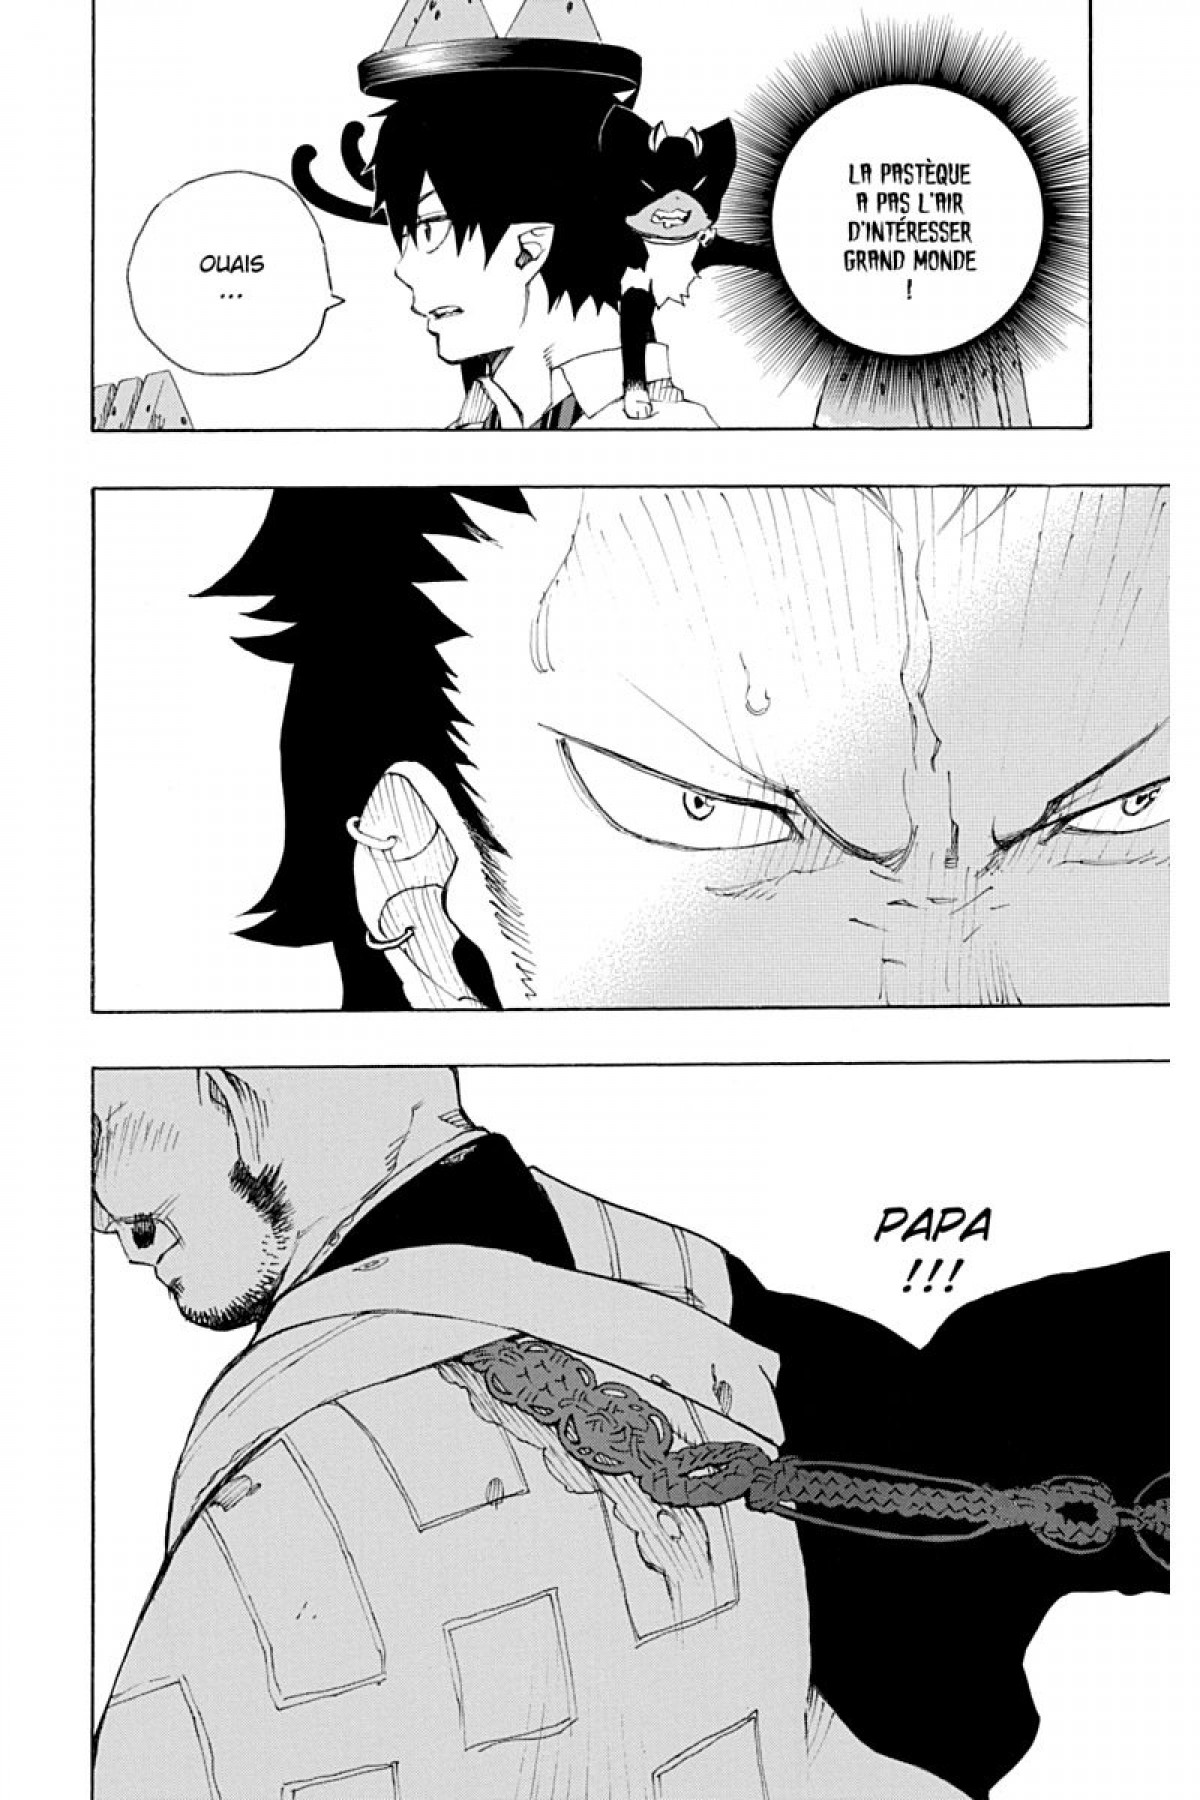 LA PASTÈQUE
A PAS L'AIR
D'INTÉRESSER
GRAND MONDE
!
OUAIS
...
PAPA
!!!